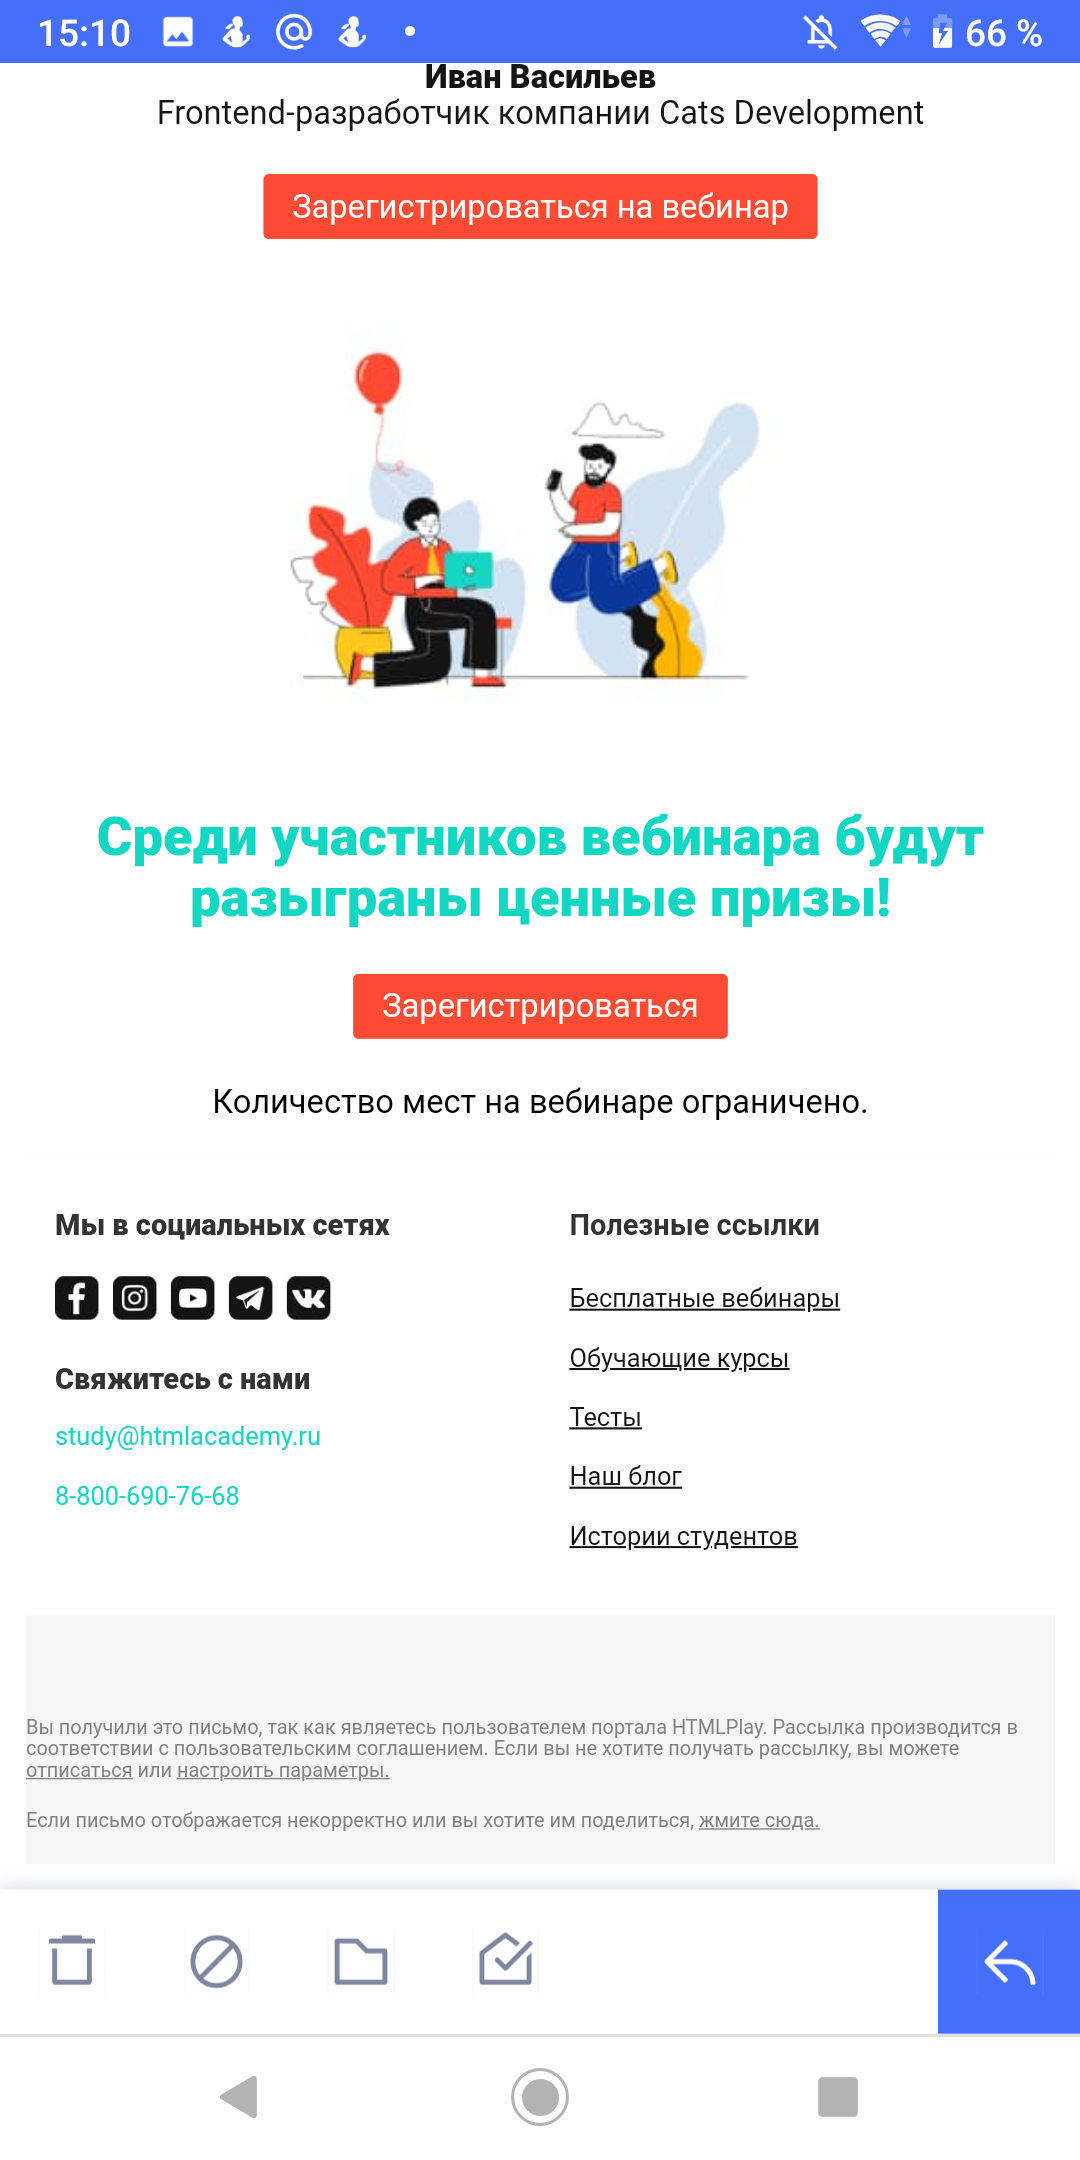 15:10
66 %
Иван Васильев
Frontend-разработчик компании Cats Development
Зарегистрироваться на вебинар
Среди участников вебинара будут
разыграны ценные призы!
Зарегистрироваться
Количество мест на вебинаре ограничено.
Мы в социальных сетях
Свяжитесь с нами
study@htmlacademy.ru
8-800-690-76-68
Полезные ссылки
Бесплатные вебинары
Обучающие курсы
Тесты
Наш блог
Истории студентов
Вы получили это письмо, так как являетесь пользователем портала HTMLPlay. Рассылка производится в
соответствии с пользовательским соглашением. Если вы не хотите получать рассылку, вы можете
отписаться или настроить параметры.
Если письмо отображается некорректно или вы хотите им поделиться, жмите сюда.